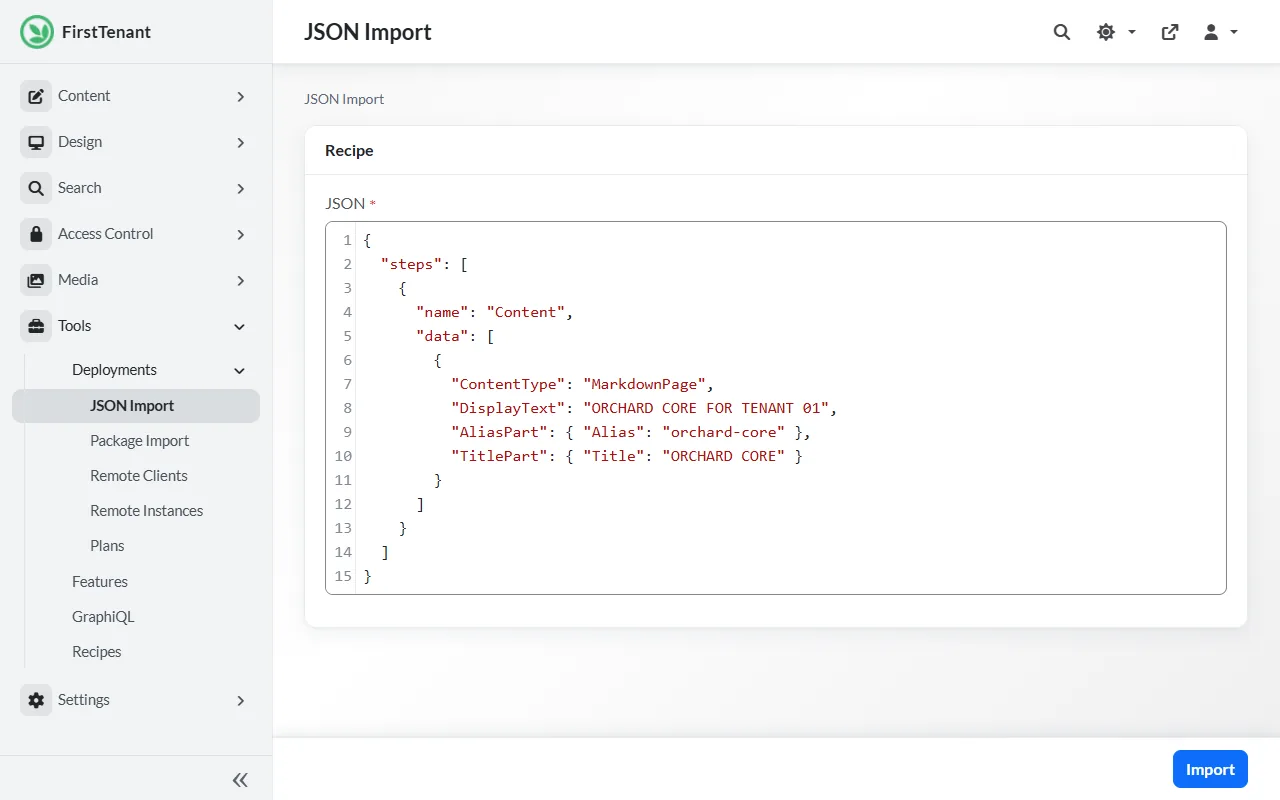 FirstTenant
JSON Import
Content
Design
Search
Access Control
Media
Tools
Deployments
JSON Import
Package Import
Remote Clients
Remote Instances
Plans
Features
GraphiQL
Recipes
Settings
JSON Import
Recipe
JSON *
1 {
2   "steps": [
3     {
4       "name": "Content",
5       "data": [
6         {
7           "ContentType": "MarkdownPage",
8           "DisplayText": "ORCHARD CORE FOR TENANT 01",
9           "AliasPart": { "Alias": "orchard-core" },
10           "TitlePart": { "Title": "ORCHARD CORE" }
11         }
12       ]
13     }
14   ]
15 }
Import